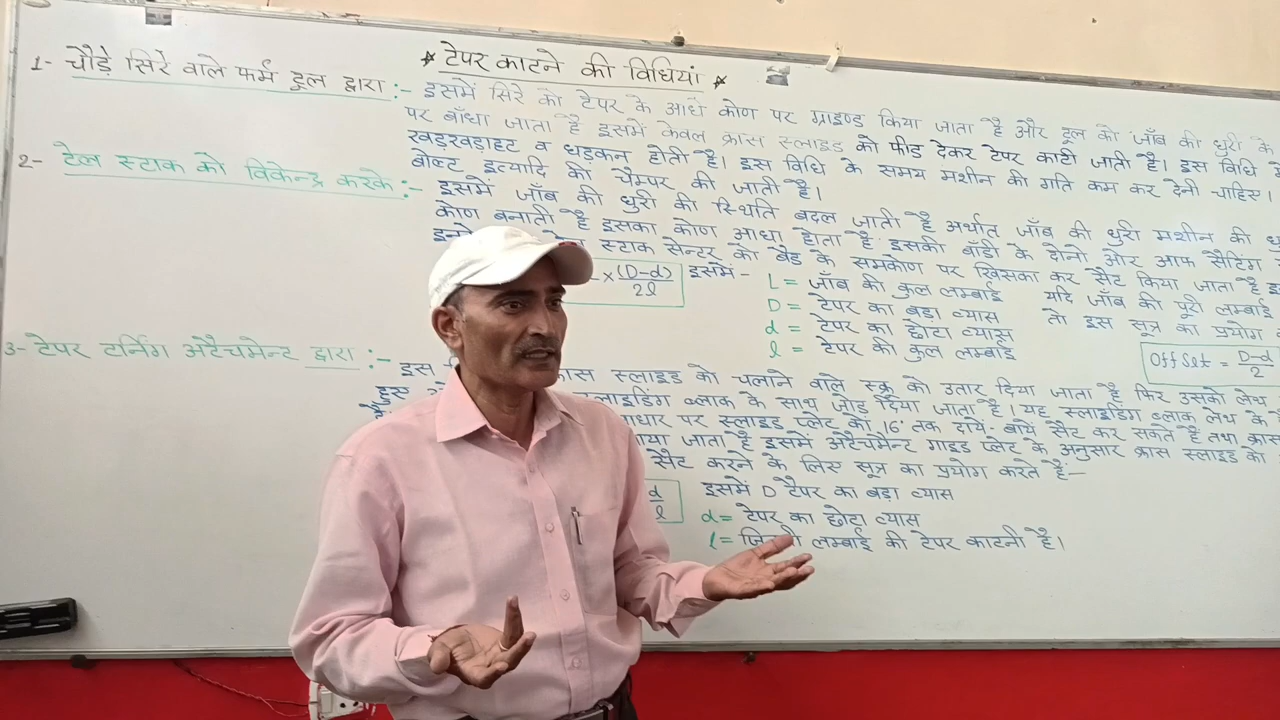 * टेपर काटने की विधियां *
1- चौड़े सिरे वाले फर्म टूल द्वारा :- इसमें सिरे को टेपर के आधे कोण पर ग्राइण्ड किया जाता है और टूल को जॉब की धुरी के
पर बाँधा जाता है इसमें केवल क्रास स्लाइड को फीड देकर टेपर काटी जाती है। इस विधि
खड़खड़ाहट व धड़कन होती है। इस विधि के समय मशीन की गति कम कर देनी चाहिए।
बोल्ट इत्यादि की चैम्पर की जाती है।
2- टेल स्टाक को विकेन्द्र करके :- इसमें जॉब की धुरी की स्थिति बदल जाती है अर्थात जॉब की धुरी मशीन की
कोण बनाती है इसका कोण आधा होता है इसकी बॉडी के दोनो ओर आफ सैटिंग
स्टाक सेन्टर को बैड के समकोण पर खिसका कर सैट किया जाता है
× (D-d)/2l इसमें - L = जॉब की कुल लम्बाई यदि जॉब की पूरी लम्बाई
D = टेपर का बड़ा व्यास तो इस सूत्र का प्रयोग
d = टेपर का छोटा व्यास
l = टेपर की कुल लम्बाई
Off Set = D-d/2
3- टेपर टर्निंग अटैचमेन्ट द्वारा :- इस क्रास स्लाइड को चलाने वाले स्क्रू को उतार दिया जाता है फिर उसको लेथ
स्लाइडिंग ब्लाक के साथ जोड़ दिया जाता है। यह स्लाइडिंग ब्लाक लेथ के
पर स्लाइड प्लेट को 16° तक दायें-बायें सैट कर सकते है तथा क्रास
जाता है इसमें अटैचमैन्ट गाइड प्लेट के अनुसार क्रास स्लाइड को
सैट करने के लिए सूत्र का प्रयोग करते है:-
d/l इसमें D टेपर का बड़ा व्यास
d = टेपर का छोटा व्यास
l = जितनी लम्बाई की टेपर काटनी है।